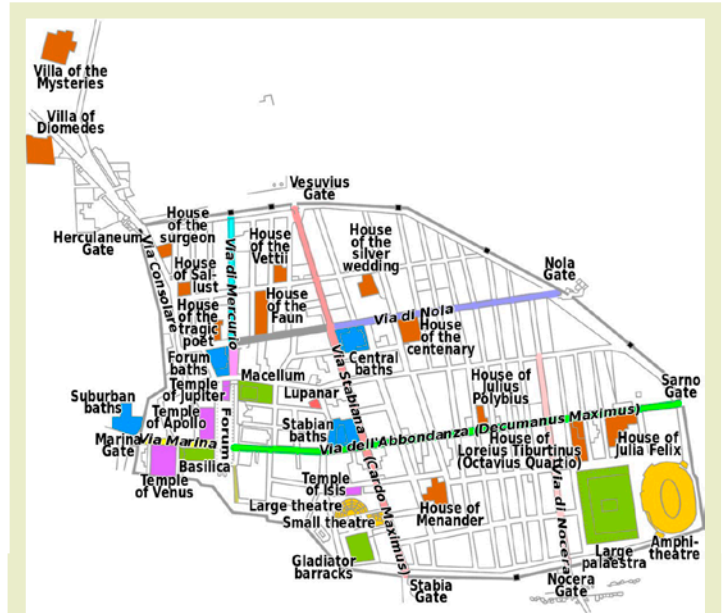 Villa of the
Mysteries
Villa of
Diomedes
Vesuvius
Gate
Herculaneum
Gate
House
of the
surgeon
House
of the
Vettii
House
of the
silver
wedding
Nola
Gate
Via Consolare
Via di Mercurio
House
of Sal-
lust
House
of the
tragic
poet
House
of the
Faun
Via di Nola
House
of the
centenary
Forum
baths
Central
baths
Via Stabiana (Cardo Maximus)
Macellum
Temple
of Jupiter
Lupanar
House
of Julius
Polybius
Sarno
Gate
Suburban
baths
Temple
of Apollo
Forum
Stabian
baths
Marina
Gate
Via Marina
Via dell'Abbondanza (Decumanus Maximus)
Basilica
House of
Loreius Tiburtinus
(Octavius Quartio)
House of
Julia Felix
Temple
of Venus
Temple
of Isis
Via di Nocera
Large theatre
Small theatre
House of
Menander
Gladiator
barracks
Large
palaestra
Amphi-
theatre
Stabia
Gate
Nocera
Gate